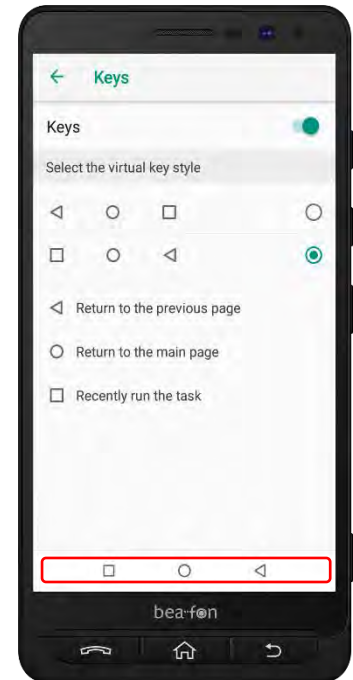 Keys
Keys
Select the virtual key style
Return to the previous page
Return to the main page
Recently run the task
bea-fon